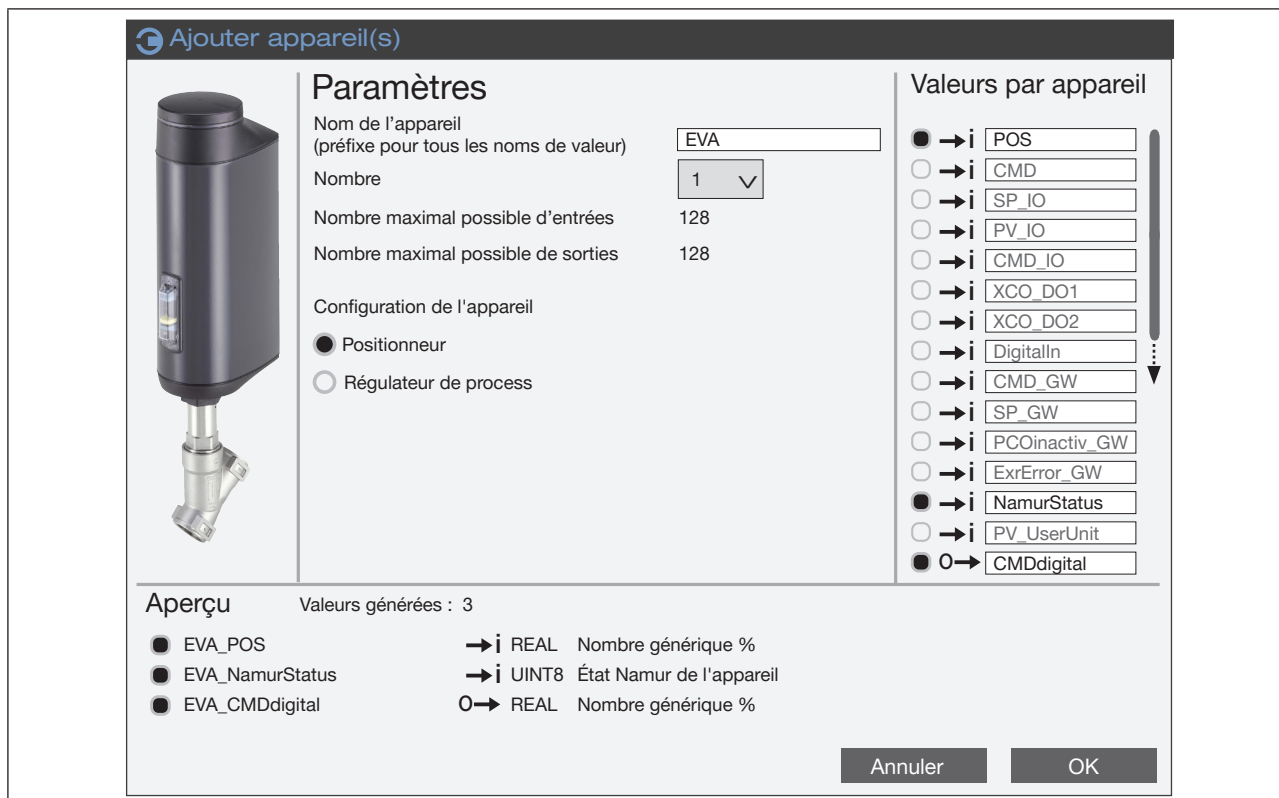 Ajouter appareil(s)
Paramètres
Nom de l'appareil
(préfixe pour tous les noms de valeur)
EVA
Nombre
1
Nombre maximal possible d'entrées
128
Nombre maximal possible de sorties
128
Configuration de l'appareil
Positionneur
Régulateur de process
Valeurs par appareil
i POS
i CMD
i SP_IO
i PV_IO
i CMD_IO
i XCO_DO1
i XCO_DO2
i DigitalIn
i CMD_GW
i SP_GW
i PCOinactiv_GW
i ExrError_GW
i NamurStatus
i PV_UserUnit
O CMDdigital
Aperçu
Valeurs générées : 3
EVA_POS i REAL Nombre générique %
EVA_NamurStatus i UINT8 État Namur de l'appareil
EVA_CMDdigital O REAL Nombre générique %
Annuler
OK